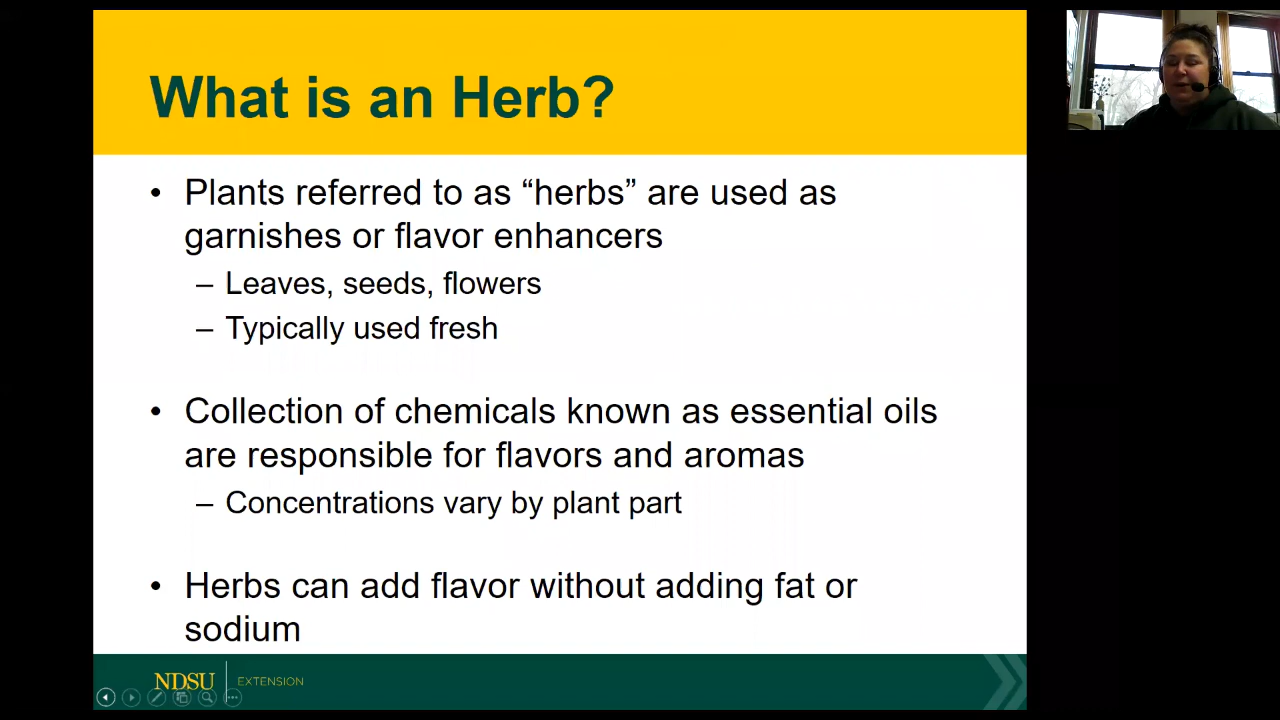 What is an Herb?
• Plants referred to as “herbs” are used as
garnishes or flavor enhancers
– Leaves, seeds, flowers
– Typically used fresh
• Collection of chemicals known as essential oils
are responsible for flavors and aromas
– Concentrations vary by plant part
• Herbs can add flavor without adding fat or
sodium
NDSU EXTENSION